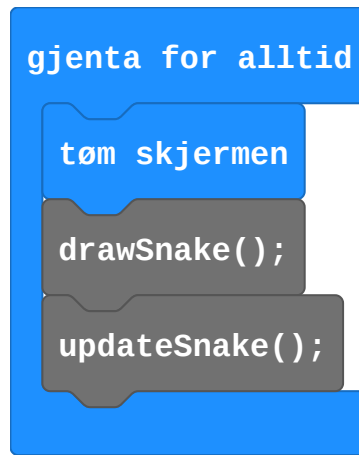 gjenta for alltid
tøm skjermen
drawSnake();
updateSnake();